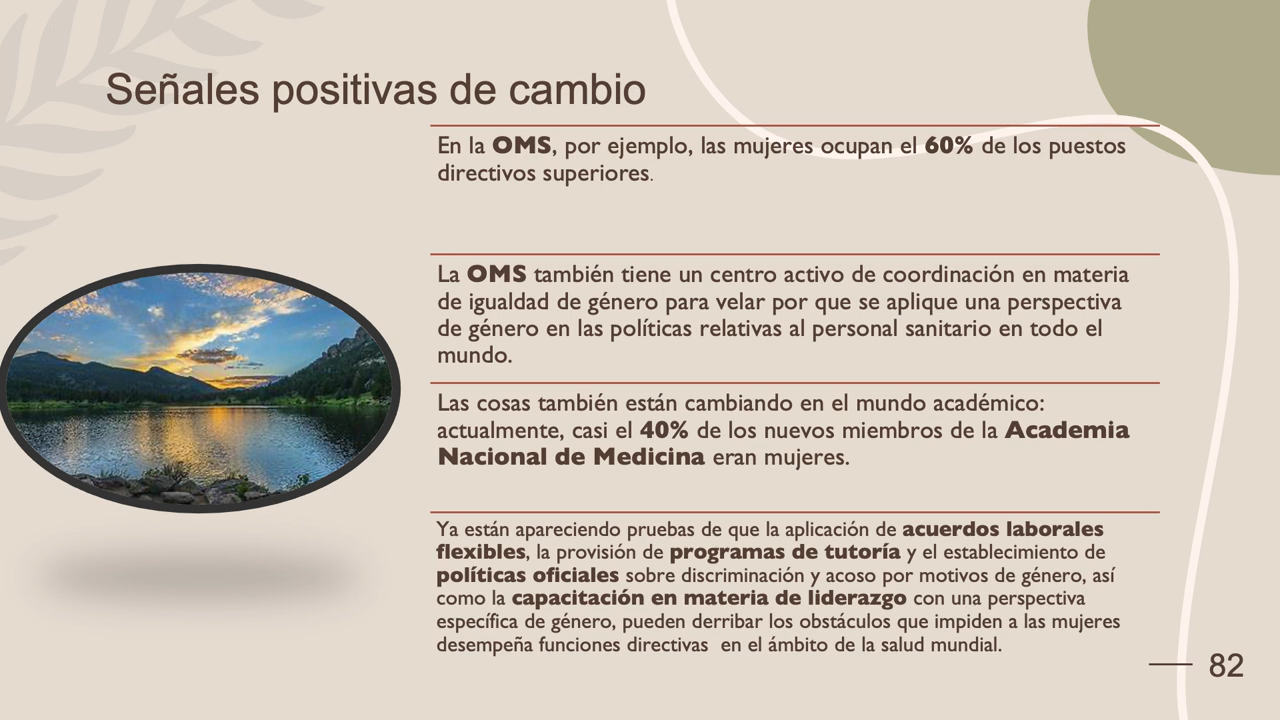 Señales positivas de cambio
En la OMS, por ejemplo, las mujeres ocupan el 60% de los puestos
directivos superiores.
La OMS también tiene un centro activo de coordinación en materia
de igualdad de género para velar por que se aplique una perspectiva
de género en las políticas relativas al personal sanitario en todo el
mundo.
Las cosas también están cambiando en el mundo académico:
actualmente, casi el 40% de los nuevos miembros de la Academia
Nacional de Medicina eran mujeres.
Ya están apareciendo pruebas de que la aplicación de acuerdos laborales
flexibles, la provisión de programas de tutoría y el establecimiento de
políticas oficiales sobre discriminación y acoso por motivos de género, así
como la capacitación en materia de liderazgo con una perspectiva
específica de género, pueden derribar los obstáculos que impiden a las mujeres
desempeña funciones directivas  en el ámbito de la salud mundial.
82